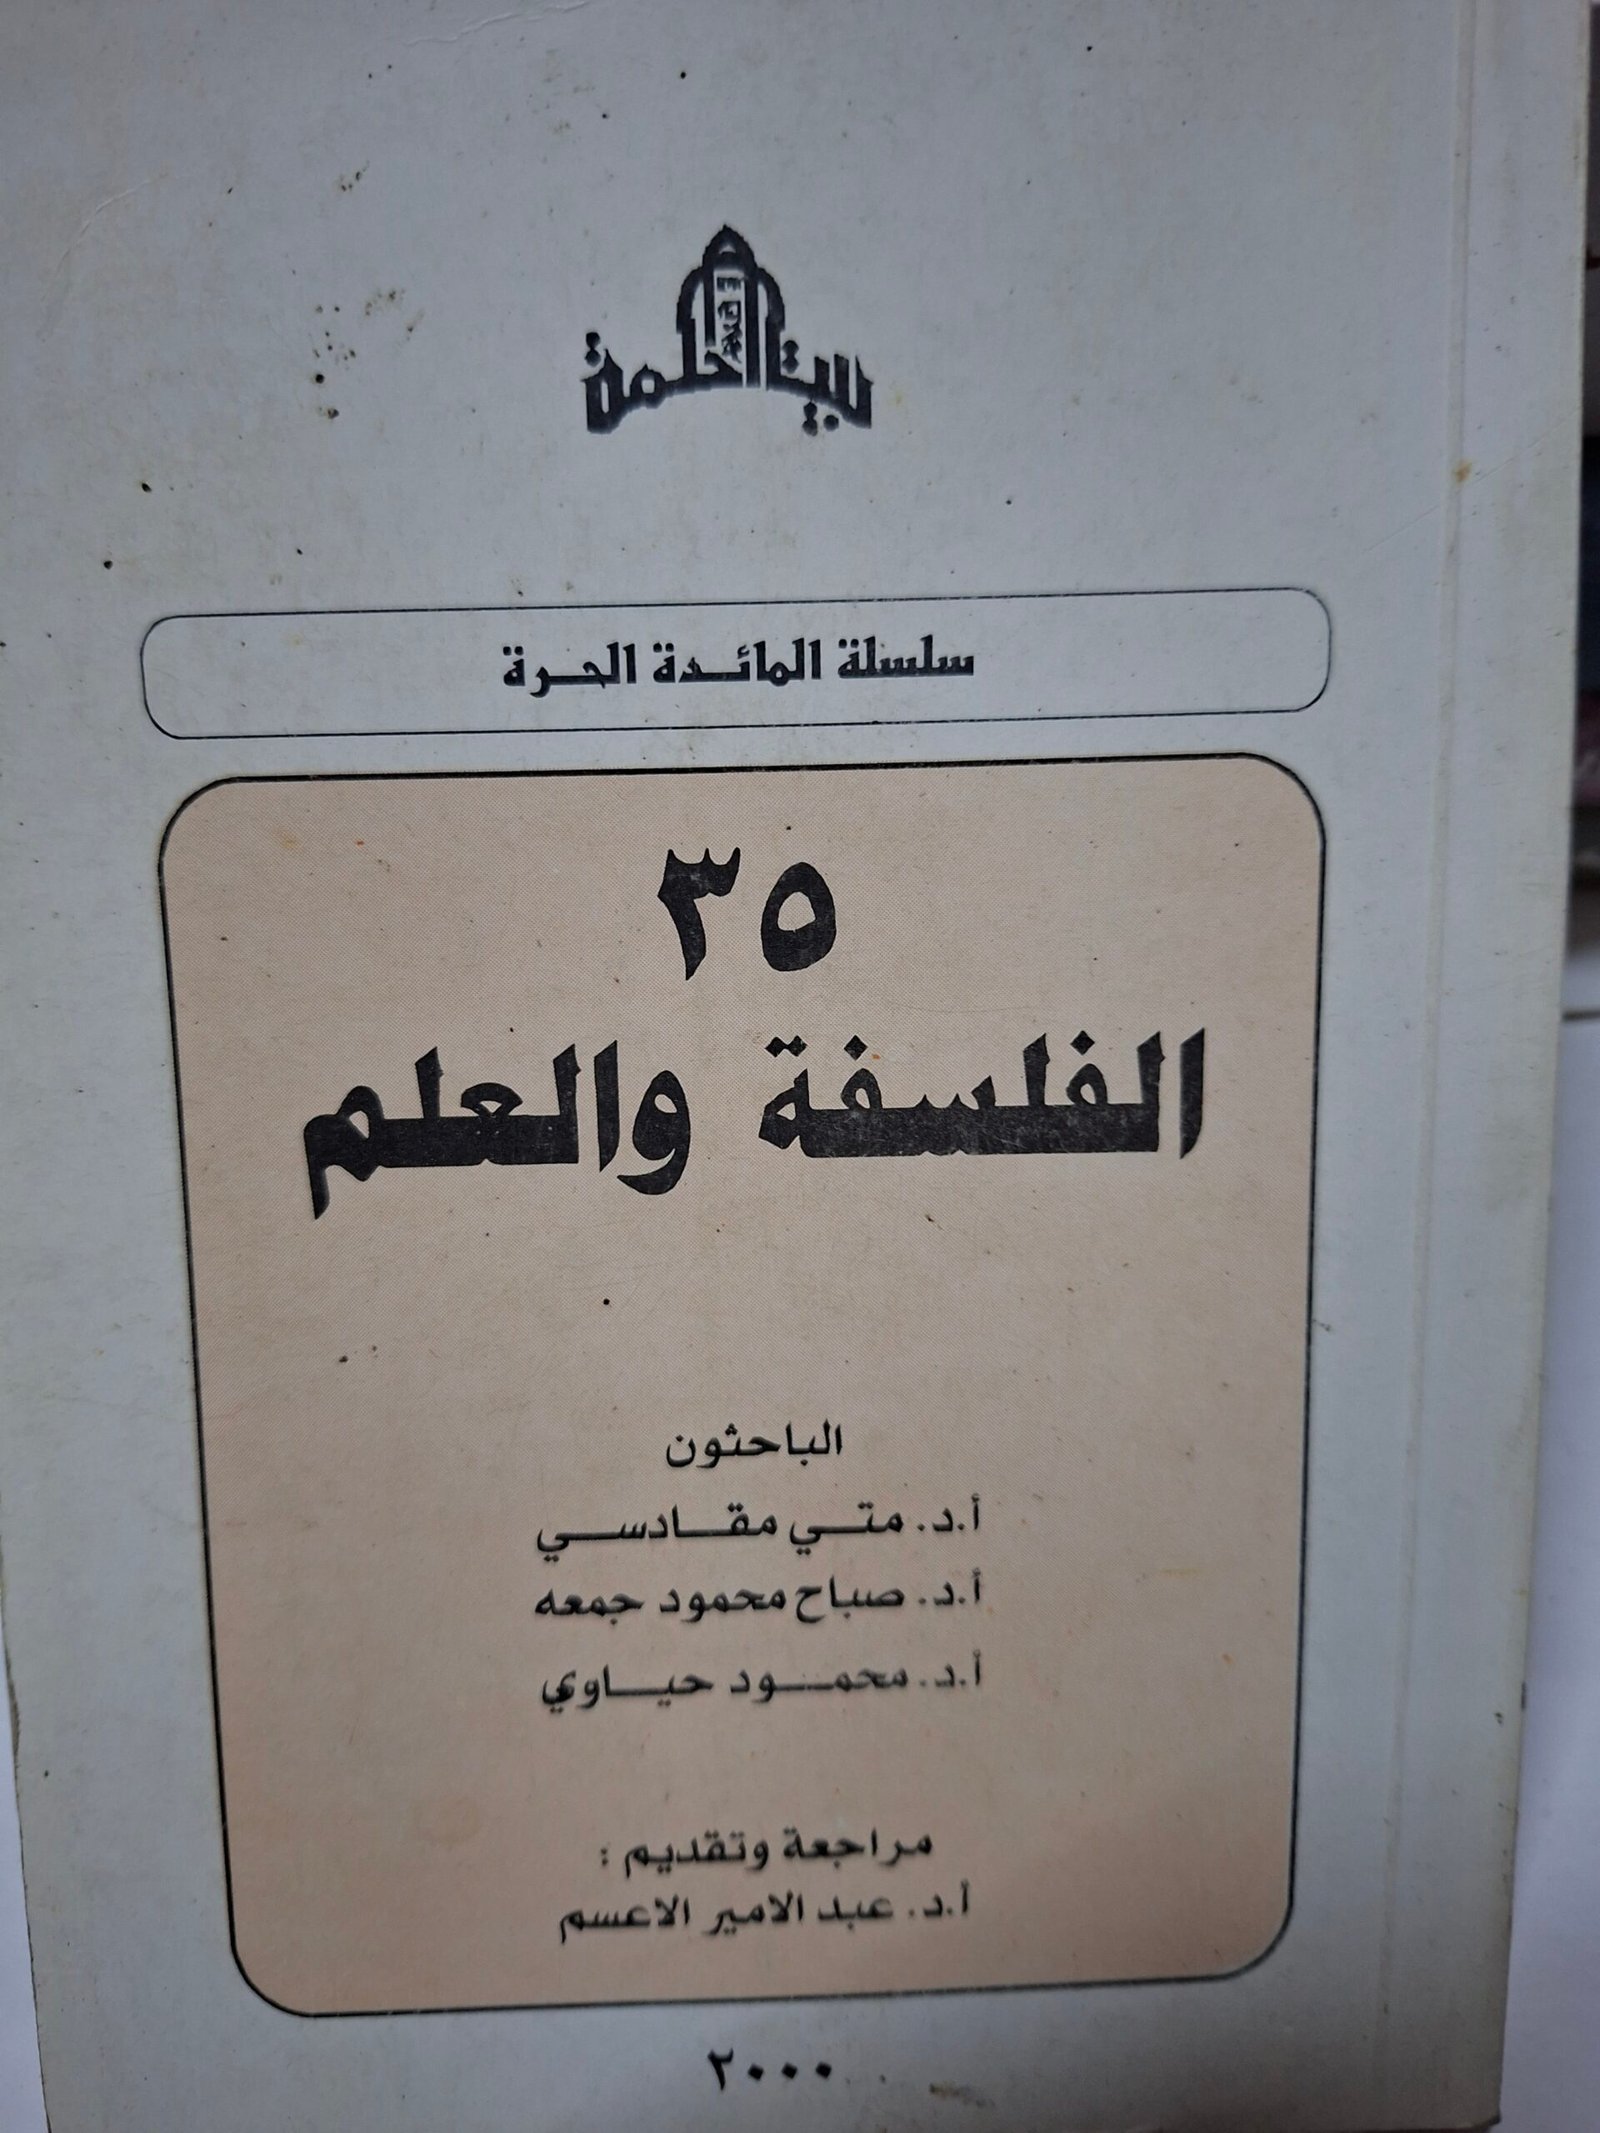 بيت الحكمة
سلسلة المائدة الحرة
٣٥
الفلسفة والعلم
الباحثون
أ.د. متي مقادسي
أ.د. صباح محمود جمعه
أ.د. محمود حياوي
مراجعة وتقديم :
أ.د. عبد الامير الاعسم
٢٠٠٠